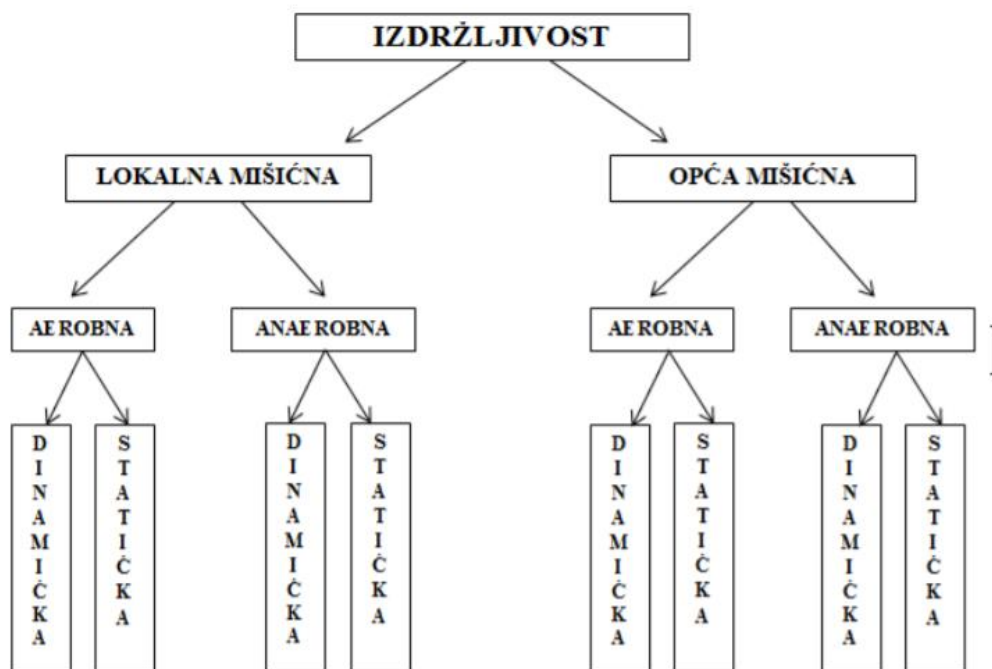 IZDRŽLJIVOST
LOKALNA MIŠIĆNA
OPĆA MIŠIĆNA
AEROBNA
ANAEROBNA
AEROBNA
ANAEROBNA
DINAMIČKA
STATIČKA
DINAMIČKA
STATIČKA
DINAMIČKA
STATIČKA
DINAMIČKA
STATIČKA